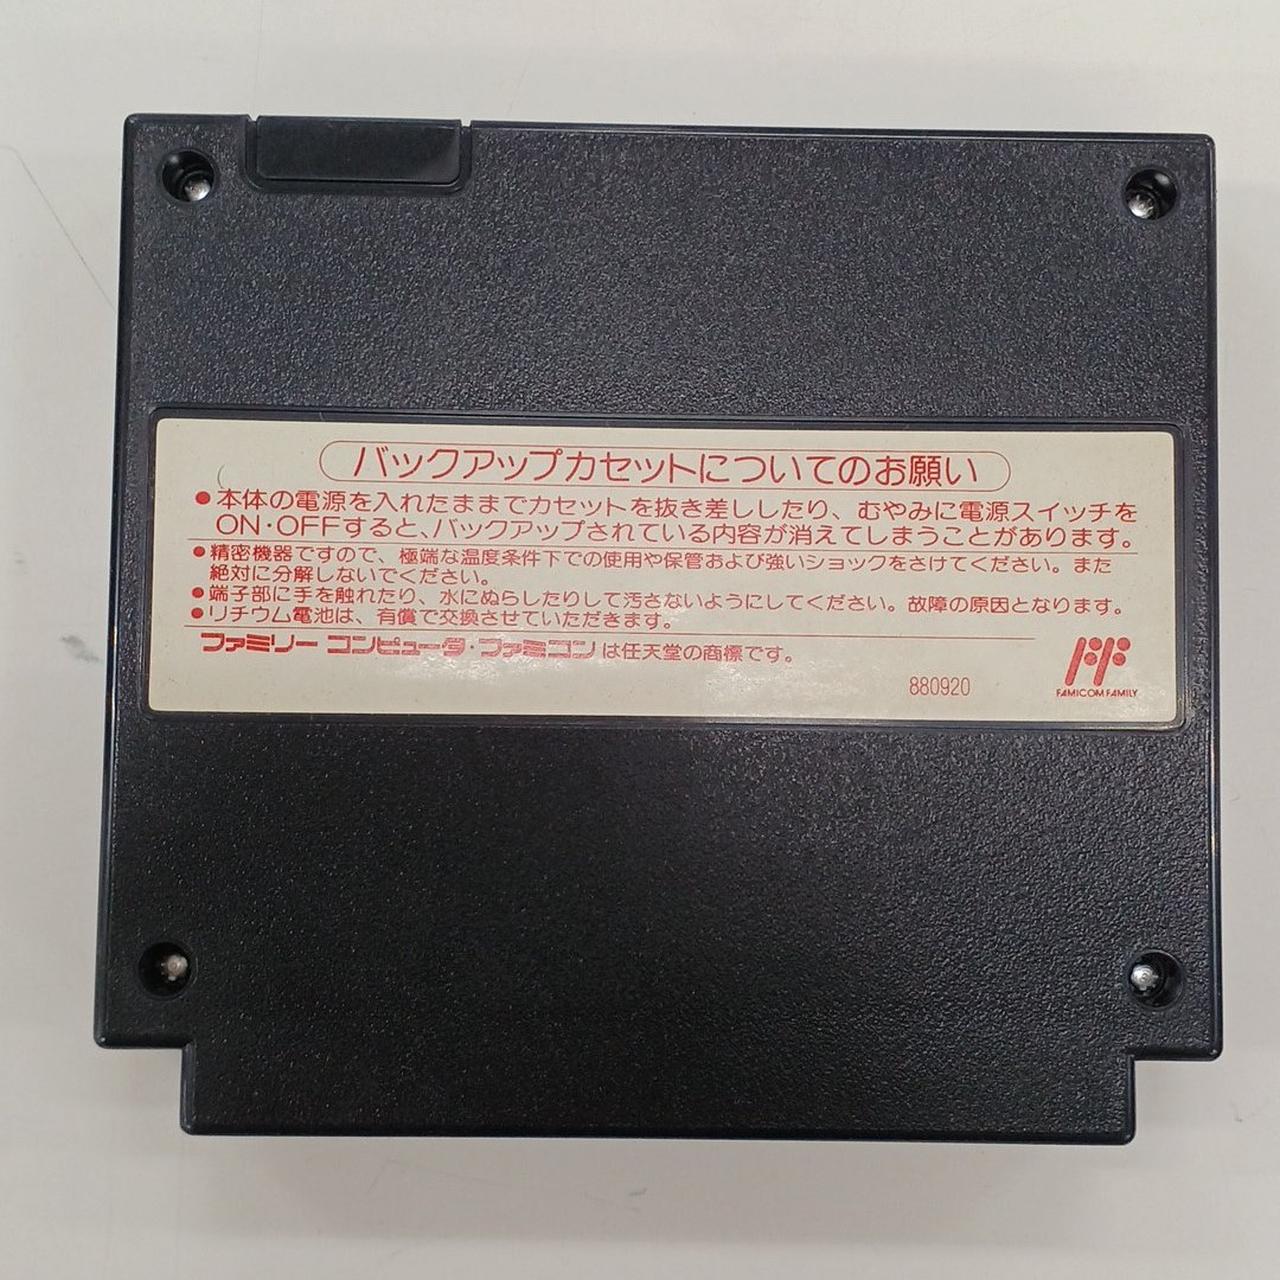 バックアップカセットについてのお願い
●本体の電源を入れたままでカセットを抜き差ししたり、むやみに電源スイッチを
ON・OFFすると、バックアップされている内容が消えてしまうことがあります。
●精密機器ですので、極端な温度条件下での使用や保管および強いショックをさけてください。また
絶対に分解しないでください。
●端子部に手を触れたり、水にぬらしたりして汚さないようにしてください。故障の原因となります。
●リチウム電池は、有償で交換させていただきます。
ファミリー コンピュータ・ファミコンは任天堂の商標です。
880920
FF
FAMICOM FAMILY